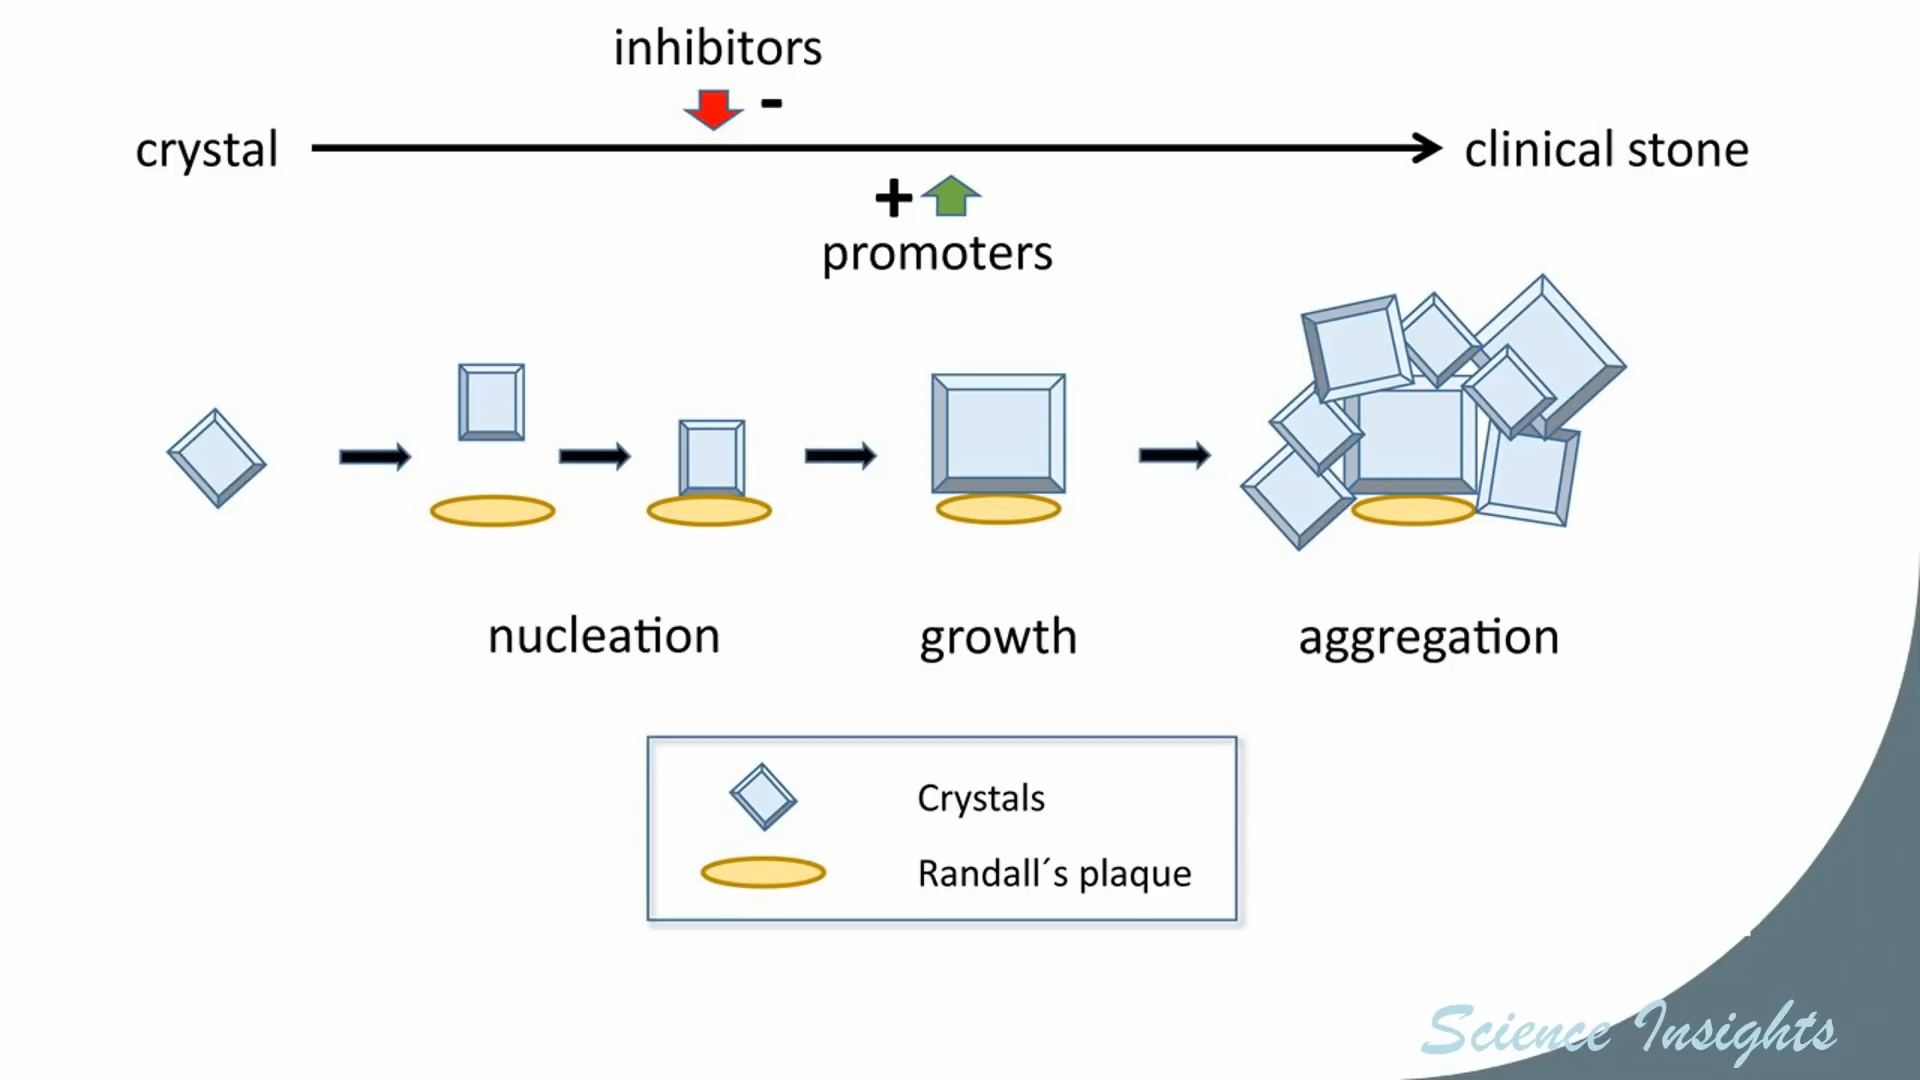 inhibitors
-
crystal
clinical stone
+
promoters
nucleation
growth
aggregation
Crystals
Randall´s plaque
Science Insights